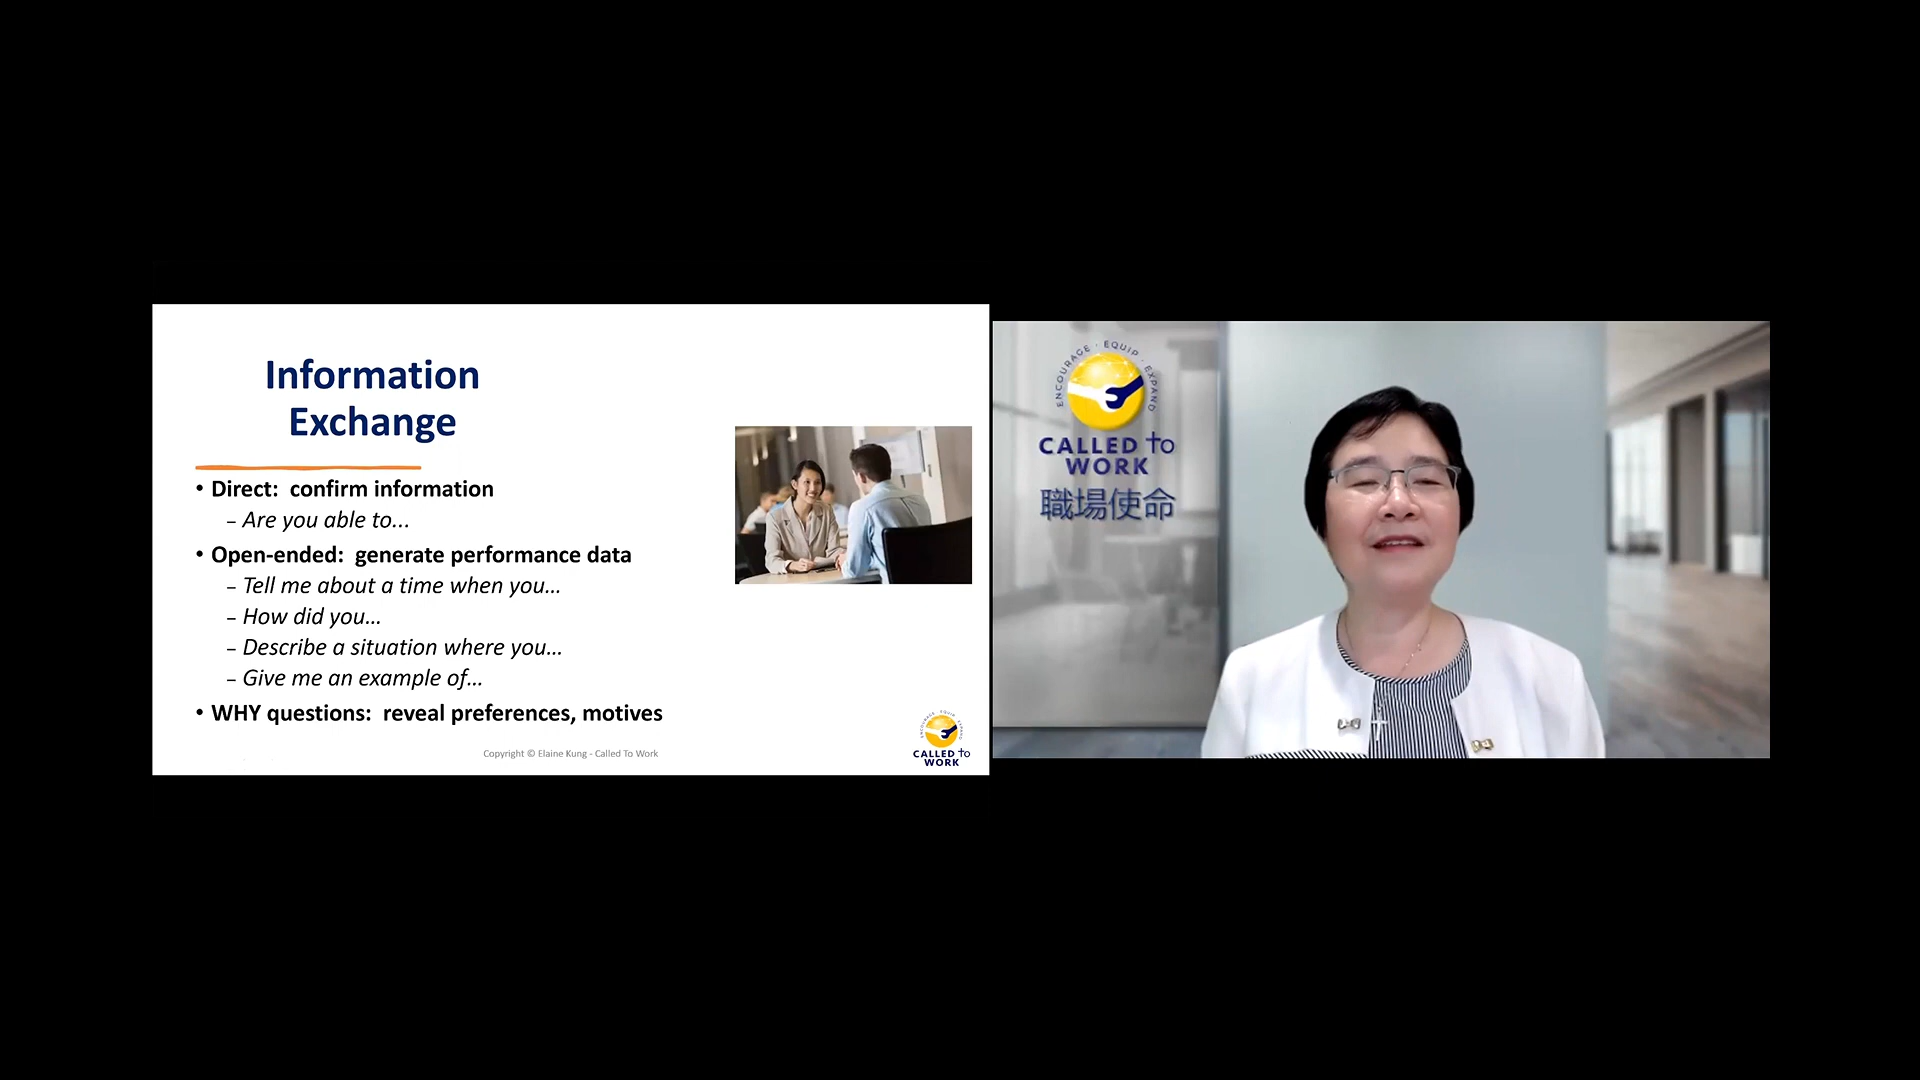 Information
Exchange
• Direct:  confirm information
– Are you able to...
• Open-ended:  generate performance data
– Tell me about a time when you...
– How did you...
– Describe a situation where you...
– Give me an example of...
• WHY questions:  reveal preferences, motives
Copyright © Elaine Kung - Called To Work
CALLED to
WORK
ENCOURAGE · EQUIP · EXPAND
CALLED to
WORK
職場使命